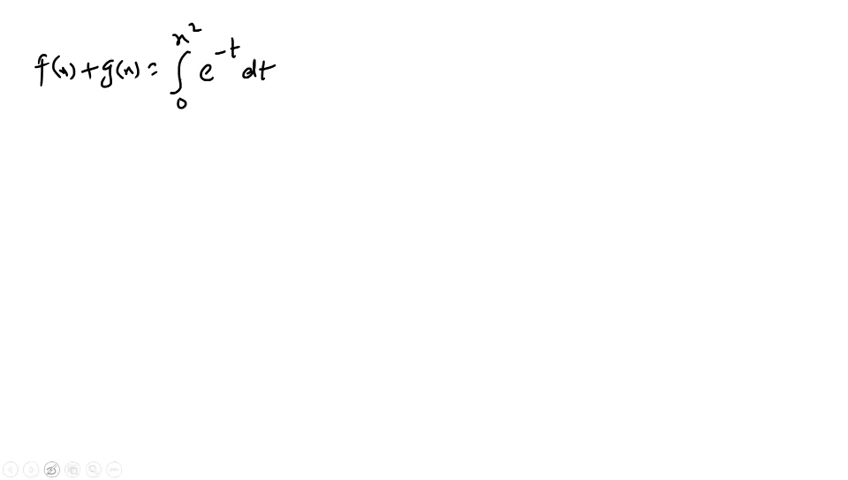 f(x)+g(x) = ∫₀^{x²} e^{-t} dt